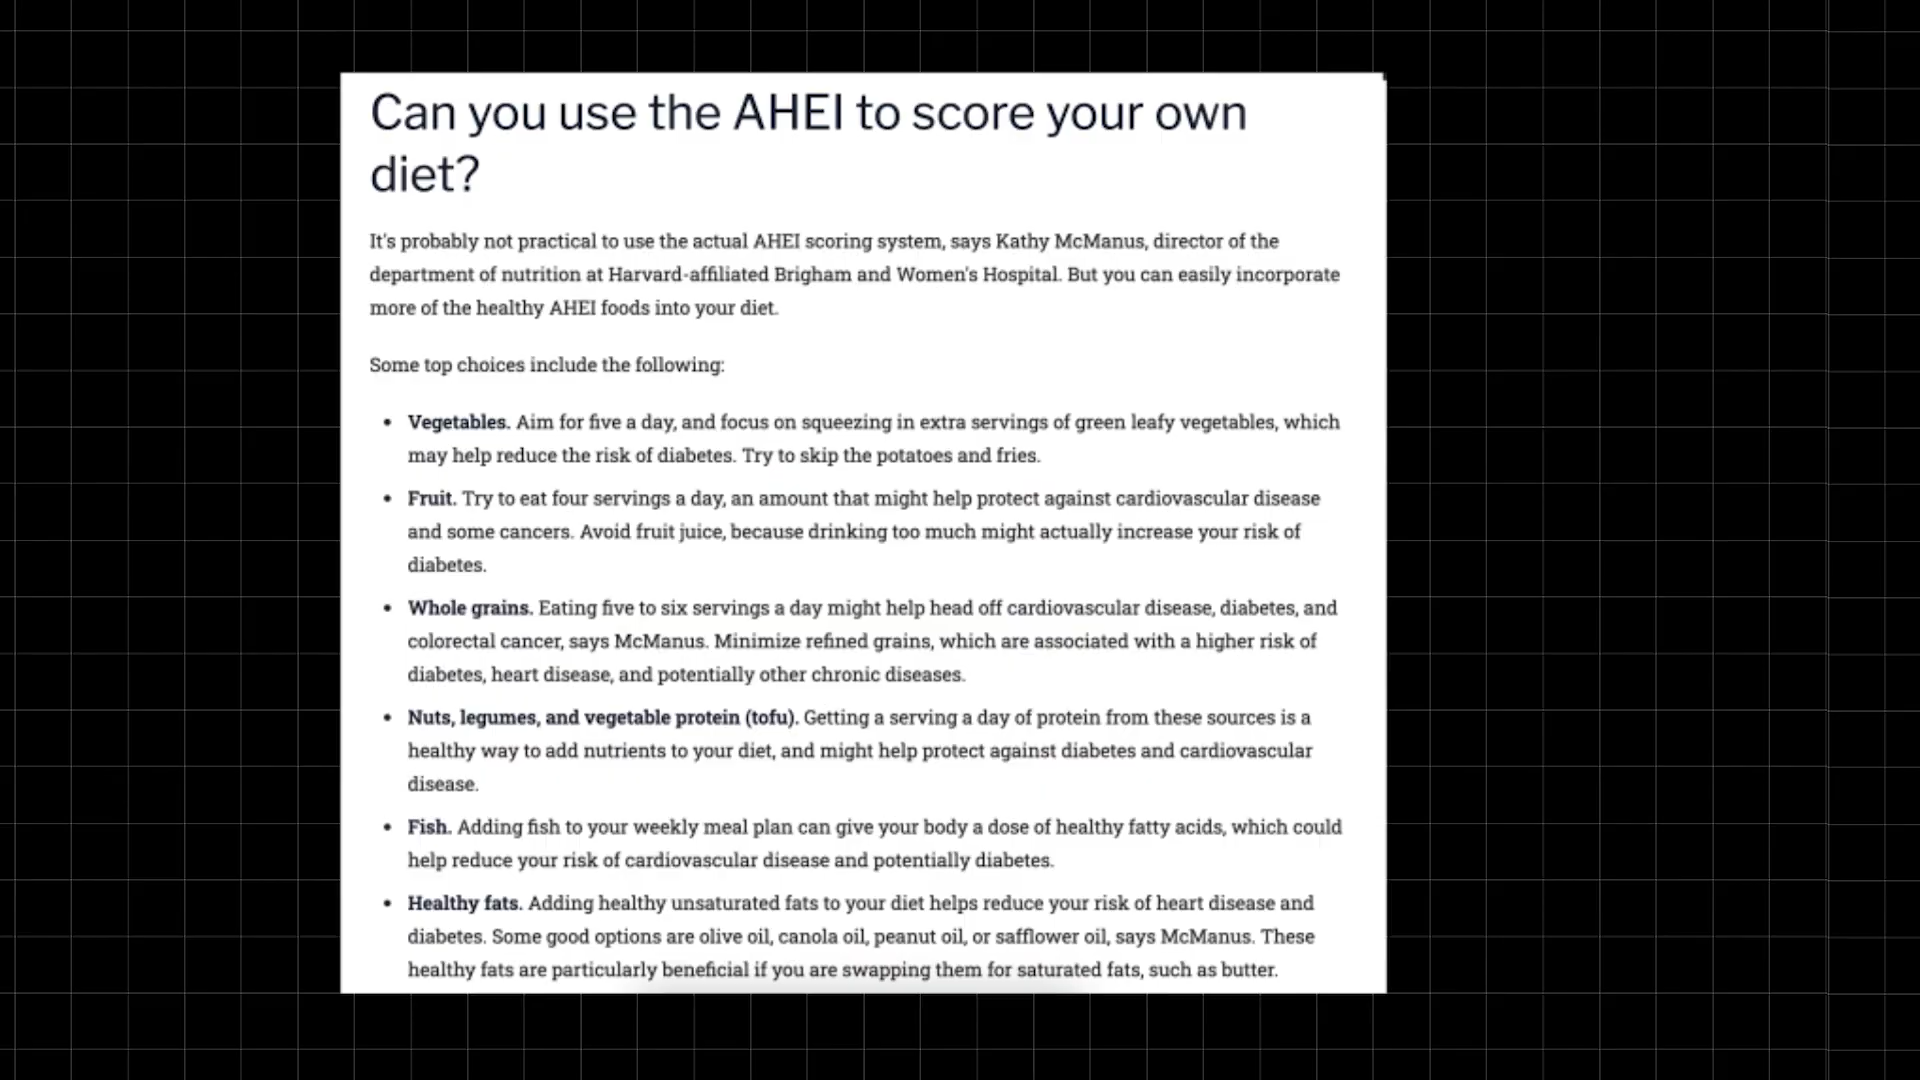 Can you use the AHEI to score your own
diet?
It's probably not practical to use the actual AHEI scoring system, says Kathy McManus, director of the
department of nutrition at Harvard-affiliated Brigham and Women's Hospital. But you can easily incorporate
more of the healthy AHEI foods into your diet.
Some top choices include the following:
• Vegetables. Aim for five a day, and focus on squeezing in extra servings of green leafy vegetables, which
may help reduce the risk of diabetes. Try to skip the potatoes and fries.
• Fruit. Try to eat four servings a day, an amount that might help protect against cardiovascular disease
and some cancers. Avoid fruit juice, because drinking too much might actually increase your risk of
diabetes.
• Whole grains. Eating five to six servings a day might help head off cardiovascular disease, diabetes, and
colorectal cancer, says McManus. Minimize refined grains, which are associated with a higher risk of
diabetes, heart disease, and potentially other chronic diseases.
• Nuts, legumes, and vegetable protein (tofu). Getting a serving a day of protein from these sources is a
healthy way to add nutrients to your diet, and might help protect against diabetes and cardiovascular
disease.
• Fish. Adding fish to your weekly meal plan can give your body a dose of healthy fatty acids, which could
help reduce your risk of cardiovascular disease and potentially diabetes.
• Healthy fats. Adding healthy unsaturated fats to your diet helps reduce your risk of heart disease and
diabetes. Some good options are olive oil, canola oil, peanut oil, or safflower oil, says McManus. These
healthy fats are particularly beneficial if you are swapping them for saturated fats, such as butter.